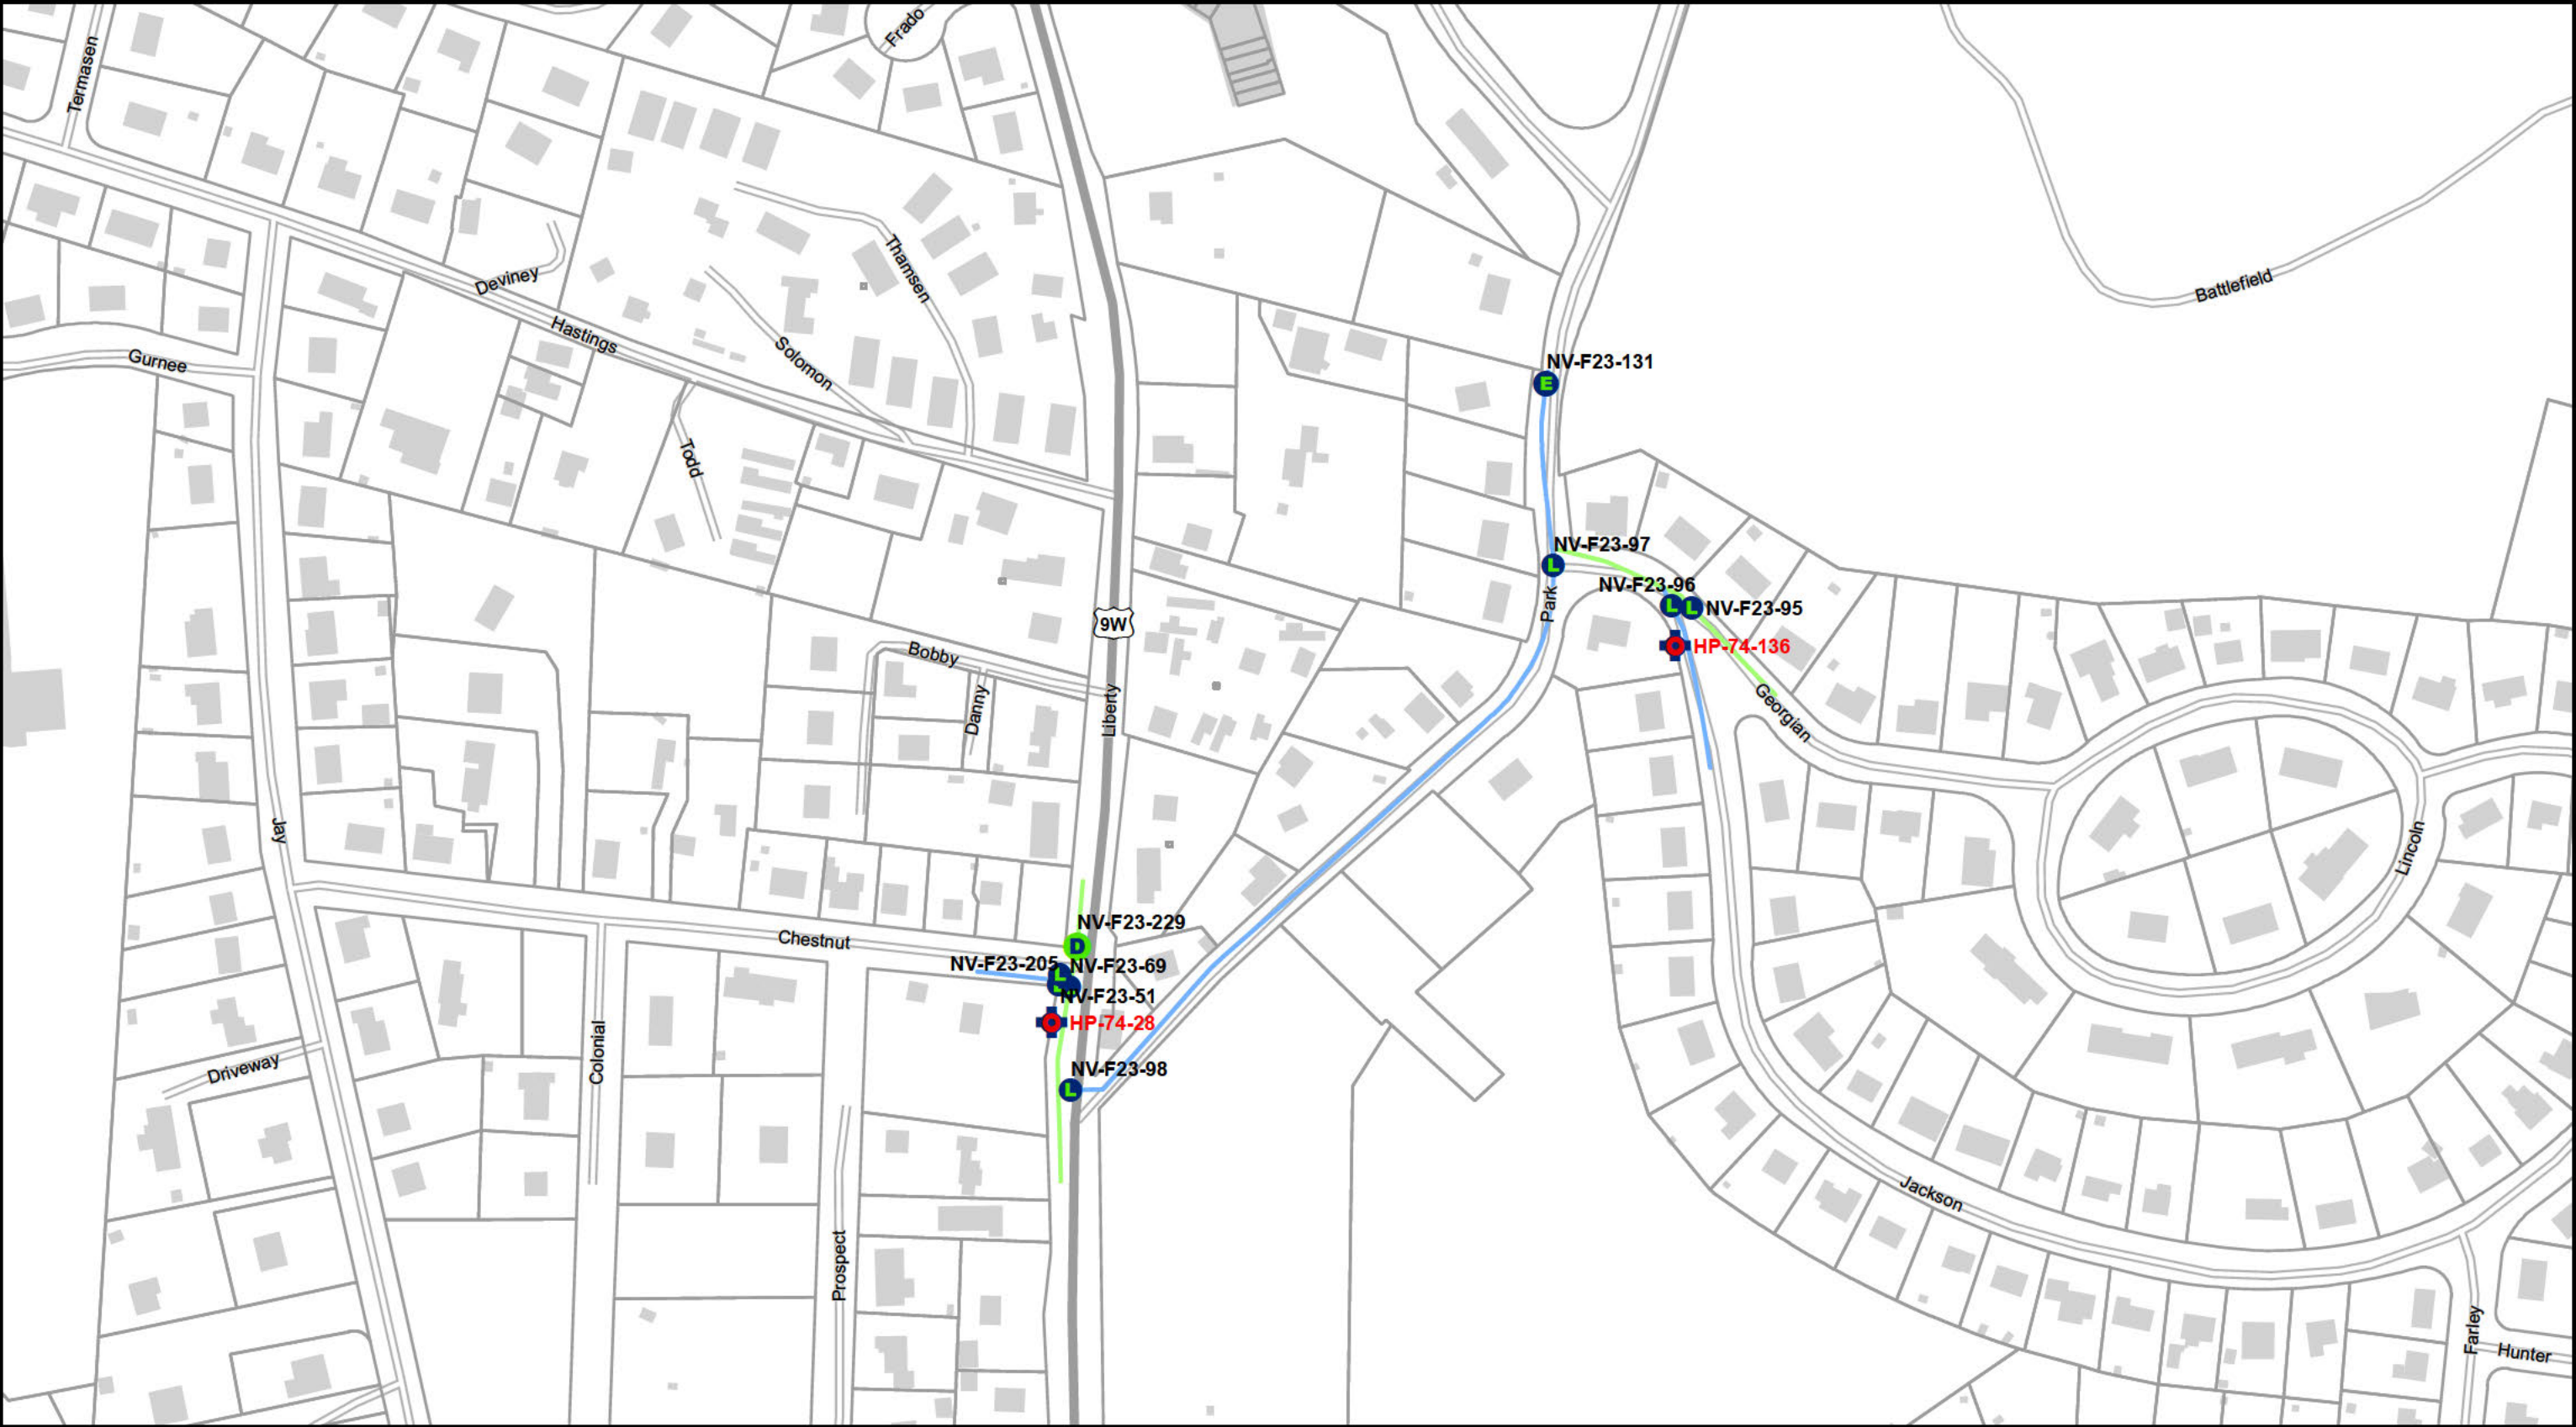 Frado
Ternasen
Thamsen
Deviney
Battlefield
Hastings
Gurnee
Solomon
NV-F23-131
E
Todd
NV-F23-97
L
NV-F23-96
Park
L
L
NV-F23-95
9W
HP-74-136
Bobby
Danny
Liberty
Georgian
Jay
Lincoln
NV-F23-229
Chestnut
D
NV-F23-205
NV-F23-69
L
NV-F23-51
HP-74-28
Colonial
Driveway
NV-F23-98
L
Jackson
Prospect
Farley
Hunter